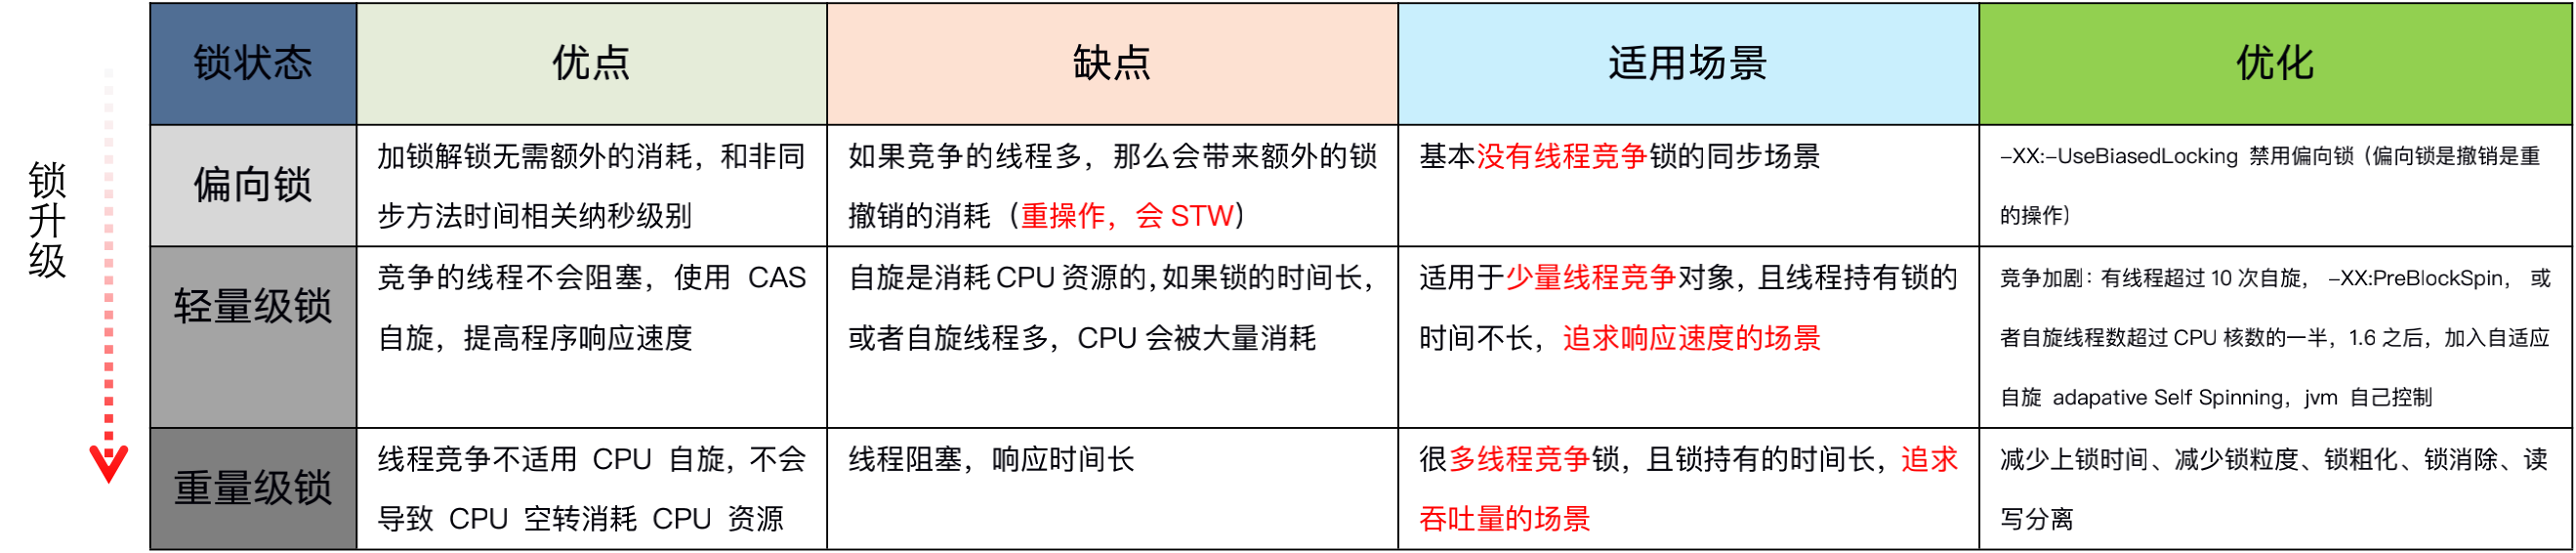 锁升级
锁状态
优点
缺点
适用场景
优化
偏向锁
加锁解锁无需额外的消耗，和非同
步方法时间相关纳秒级别
如果竞争的线程多，那么会带来额外的锁
撤销的消耗（重操作，会 STW）
基本没有线程竞争锁的同步场景
-XX:-UseBiasedLocking 禁用偏向锁（偏向锁是撤销是重
的操作）
轻量级锁
竞争的线程不会阻塞，使用 CAS
自旋，提高程序响应速度
自旋是消耗 CPU 资源的，如果锁的时间长，
或者自旋线程多，CPU 会被大量消耗
适用于少量线程竞争对象，且线程持有锁的
时间不长，追求响应速度的场景
竞争加剧：有线程超过 10 次自旋， -XX:PreBlockSpin， 或
者自旋线程数超过 CPU 核数的一半，1.6 之后，加入自适应
自旋 adapative Self Spinning，jvm 自己控制
重量级锁
线程竞争不适用 CPU 自旋，不会
导致 CPU 空转消耗 CPU 资源
线程阻塞，响应时间长
很多线程竞争锁，且锁持有的时间长，追求
吞吐量的场景
减少上锁时间、减少锁粒度、锁粗化、锁消除、读
写分离